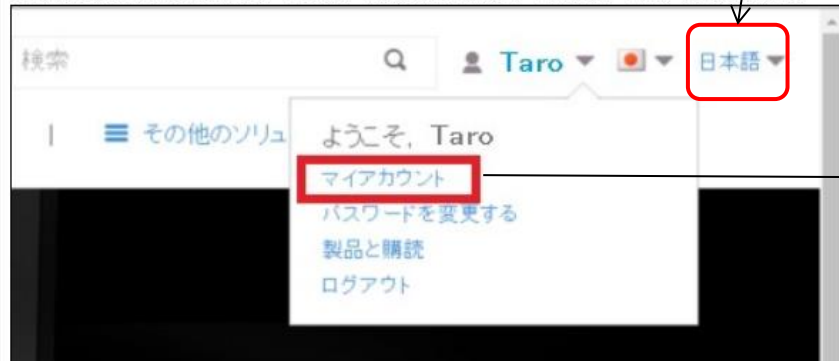 検索 Taro 日本語
| その他のソリュ
ようこそ, Taro
マイアカウント
パスワードを変更する
製品と購読
ログアウト